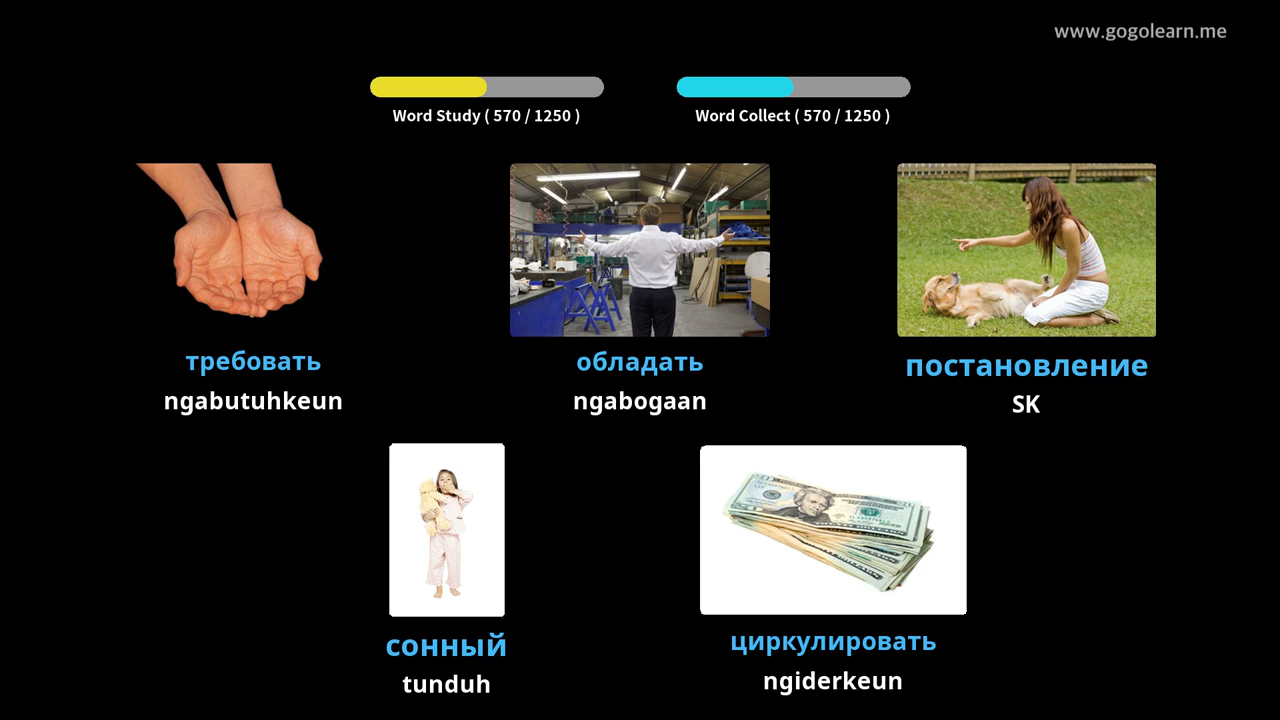 www.gogolearn.me
Word Study ( 570 / 1250 )
Word Collect ( 570 / 1250 )
требовать
ngabutuhkeun
обладать
ngabogaan
постановление
SK
сонный
tunduh
циркулировать
ngiderkeun